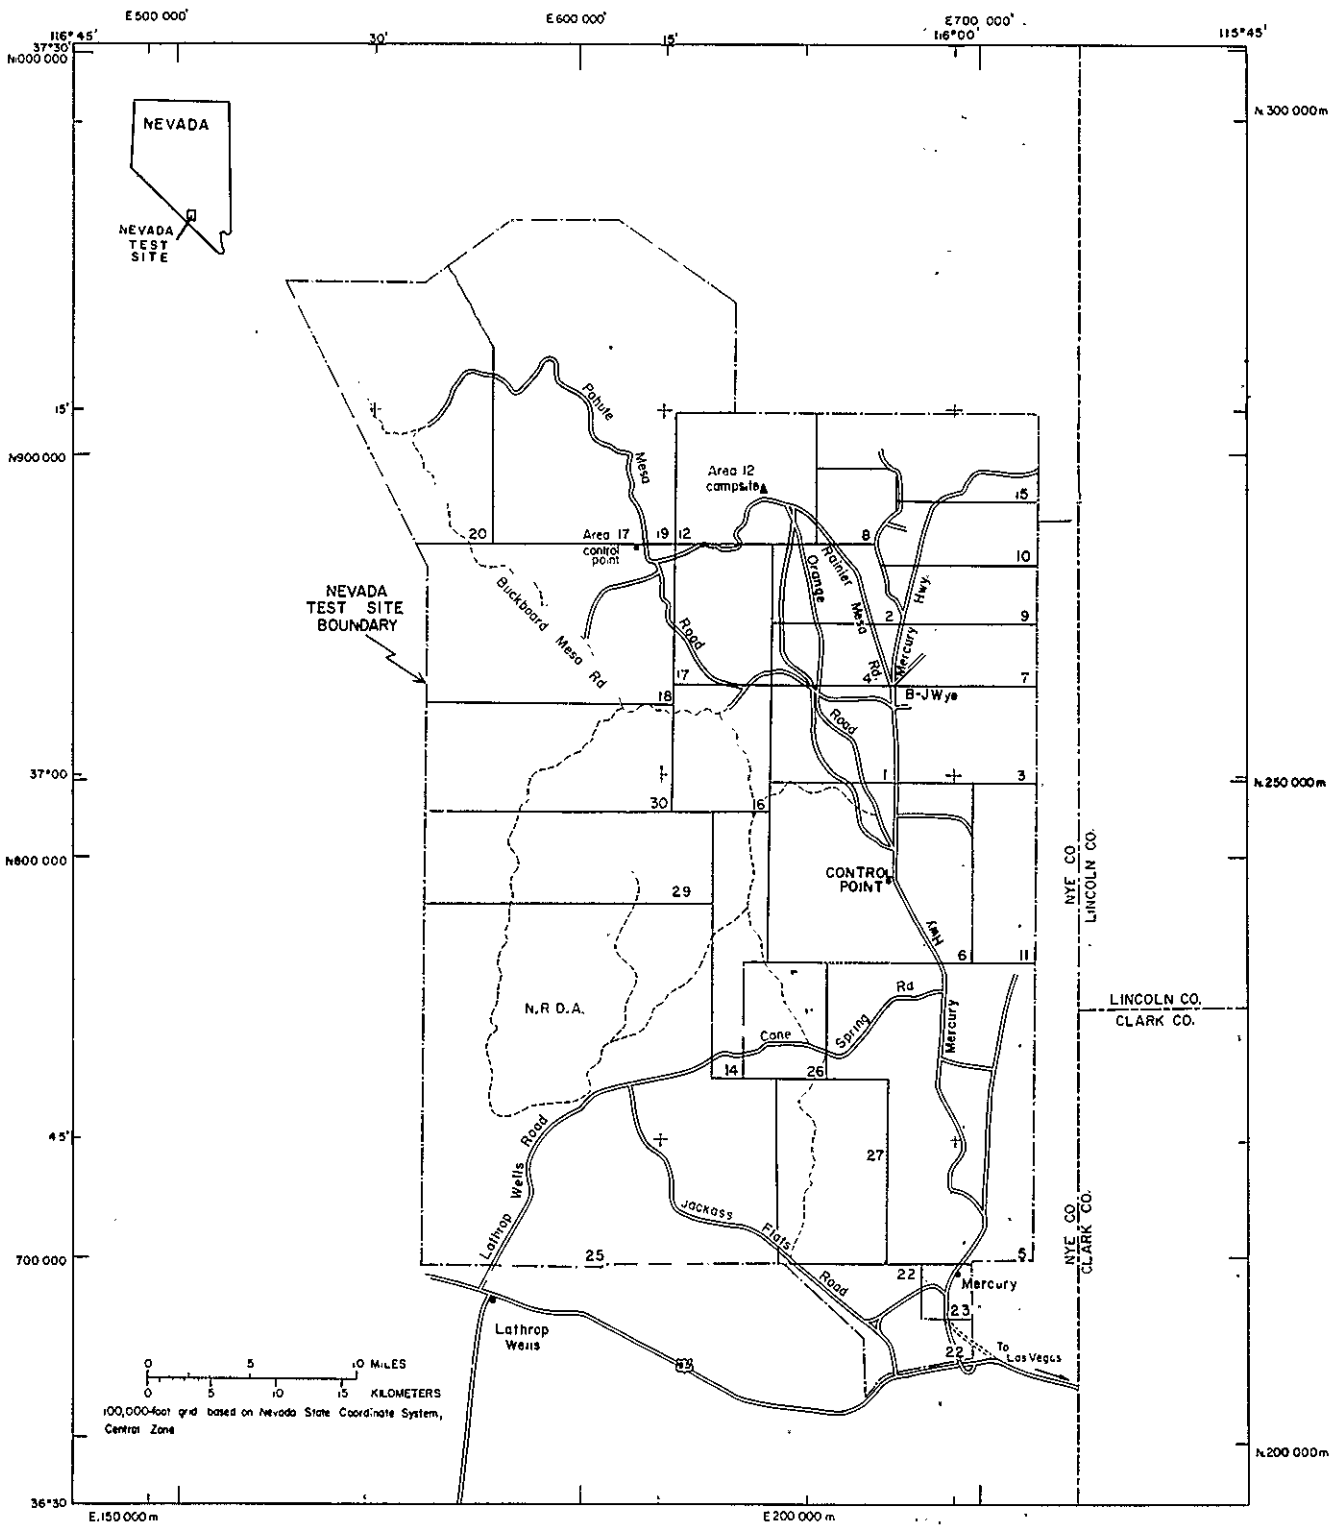 E 500 000'
E 600 000'
E 700 000'
116° 45'
30'
15'
116° 00'
115° 45'
37° 30'
N1000 000
N 300 000 m
NEVADA
NEVADA
TEST
SITE
15'
N900 000
Pahute
Mesa
Road
Area 12
campsite
15
20
Area 17
control
point
19
12
8
10
Rainier
Mesa
Rd.
Orange
Road
Mercury
Hwy.
2
9
NEVADA
TEST SITE
BOUNDARY
Buckboard Mesa Rd
17
4
7
B-J Wye
18
37° 00
1
3
N 250 000 m
30
16
N800 000
CONTROL
POINT
29
NYE CO.
LINCOLN CO.
Hwy
6
11
N.R.D.A.
Rd
Spring
Cane
Mercury
LINCOLN CO.
CLARK CO.
14
26
45'
Lathrop Wells Road
27
Jackass
Flats
Road
NYE CO.
CLARK CO.
700 000
25
5
22
Mercury
23
Lathrop
Wells
22
To
Las Vegas
0 5 10 MILES
0 5 10 15 KILOMETERS
100,000-foot grid based on Nevada State Coordinate System,
Central Zone
N 200 000 m
36° 30
E. 150 000 m
E 200 000 m